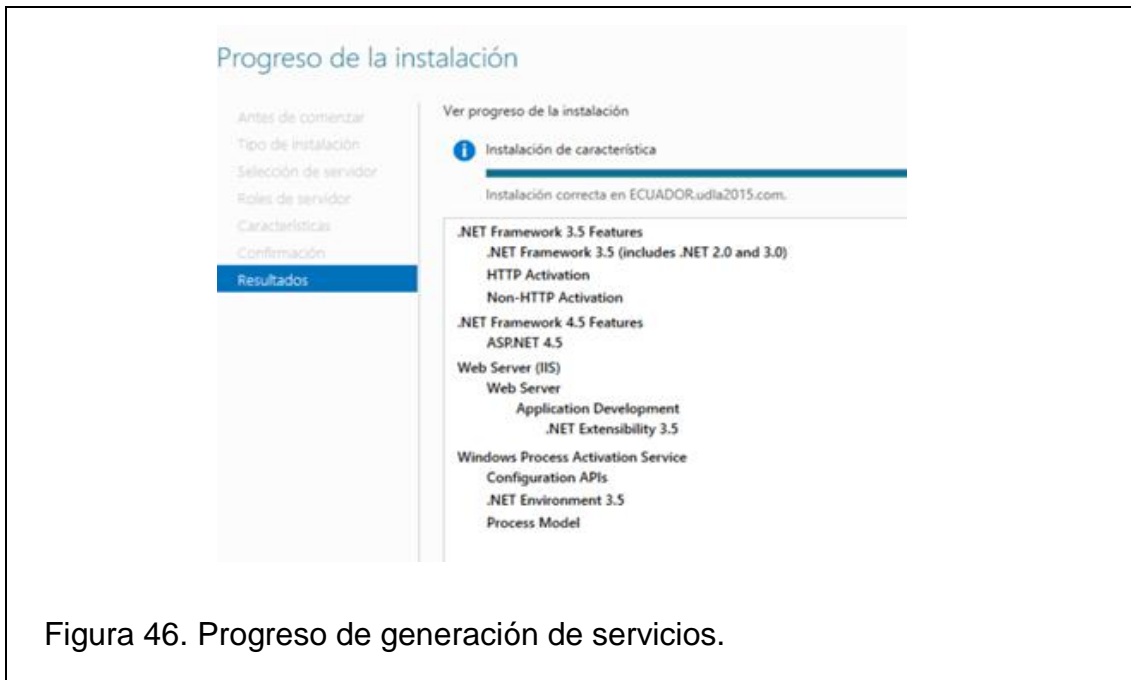 Progreso de la instalación
Antes de comenzar
Tipo de instalación
Selección de servidor
Roles de servidor
Características
Confirmación
Resultados
Ver progreso de la instalación
Instalación de característica
Instalación correcta en ECUADOR.udla2015.com.
.NET Framework 3.5 Features
.NET Framework 3.5 (includes .NET 2.0 and 3.0)
HTTP Activation
Non-HTTP Activation
.NET Framework 4.5 Features
ASP.NET 4.5
Web Server (IIS)
Web Server
Application Development
.NET Extensibility 3.5
Windows Process Activation Service
Configuration APIs
.NET Environment 3.5
Process Model
Figura 46. Progreso de generación de servicios.